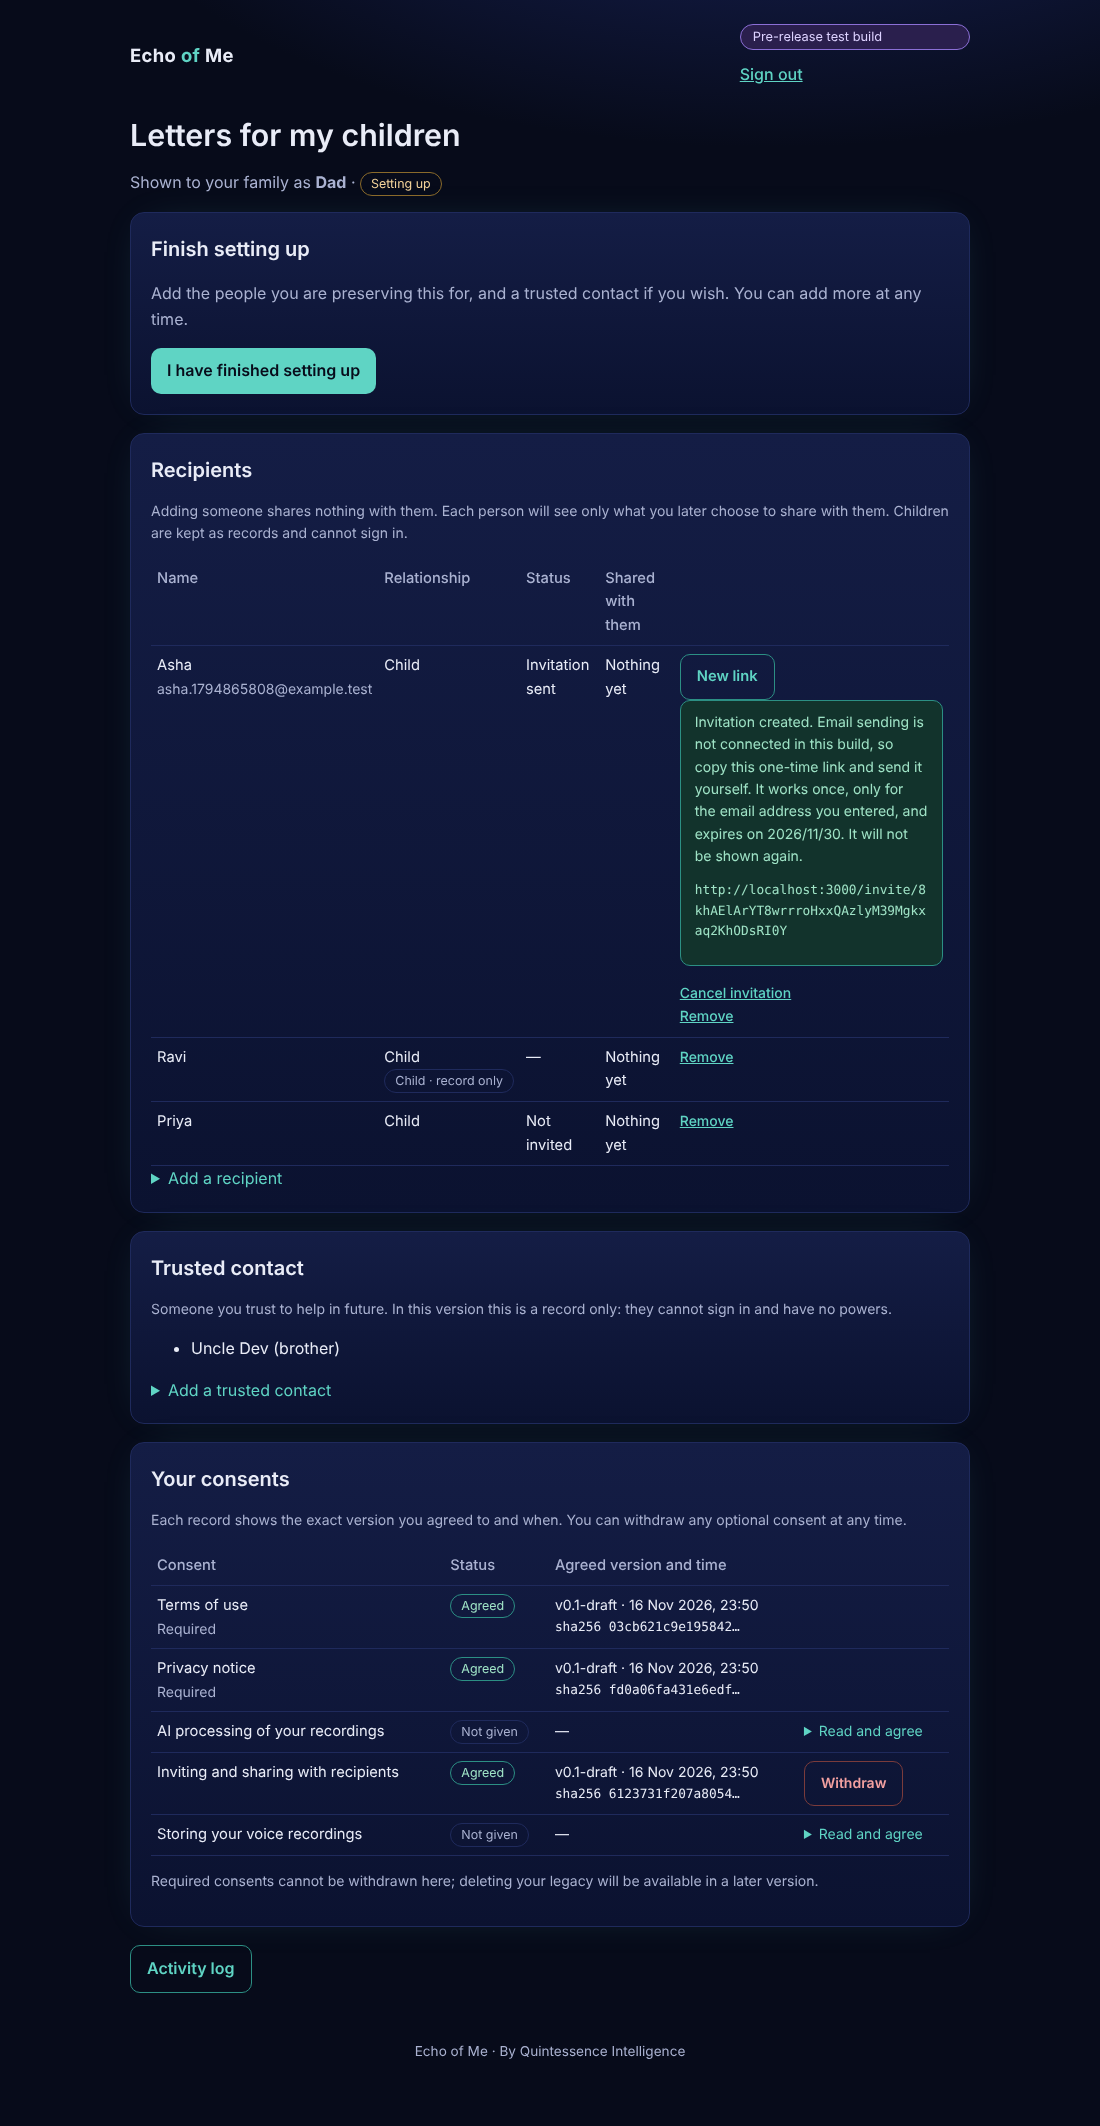 Echo of Me
Pre-release test build
Sign out
Letters for my children
Shown to your family as Dad · Setting up
Finish setting up
Add the people you are preserving this for, and a trusted contact if you wish. You can add more at any
time.
I have finished setting up
Recipients
Adding someone shares nothing with them. Each person will see only what you later choose to share with them. Children
are kept as records and cannot sign in.
Name Relationship Status Shared
with
them
Asha Child Invitation Nothing New link
asha.1794865808@example.test sent yet
Invitation created. Email sending is
not connected in this build, so
copy this one-time link and send it
yourself. It works once, only for
the email address you entered, and
expires on 2026/11/30. It will not
be shown again.
http://localhost:3000/invite/8
khAElArYT8wrrroHxxQAzlyM39Mgkx
aq2KhODsRI0Y
Cancel invitation
Remove
Ravi Child — Nothing Remove
Child · record only yet
Priya Child Not Nothing Remove
invited yet
Add a recipient
Trusted contact
Someone you trust to help in future. In this version this is a record only: they cannot sign in and have no powers.
• Uncle Dev (brother)
Add a trusted contact
Your consents
Each record shows the exact version you agreed to and when. You can withdraw any optional consent at any time.
Consent Status Agreed version and time
Terms of use Agreed v0.1-draft · 16 Nov 2026, 23:50
Required sha256 03cb621c9e195842…
Privacy notice Agreed v0.1-draft · 16 Nov 2026, 23:50
Required sha256 fd0a06fa431e6edf…
AI processing of your recordings Not given — Read and agree
Inviting and sharing with recipients Agreed v0.1-draft · 16 Nov 2026, 23:50 Withdraw
sha256 6123731f207a8054…
Storing your voice recordings Not given — Read and agree
Required consents cannot be withdrawn here; deleting your legacy will be available in a later version.
Activity log
Echo of Me · By Quintessence Intelligence